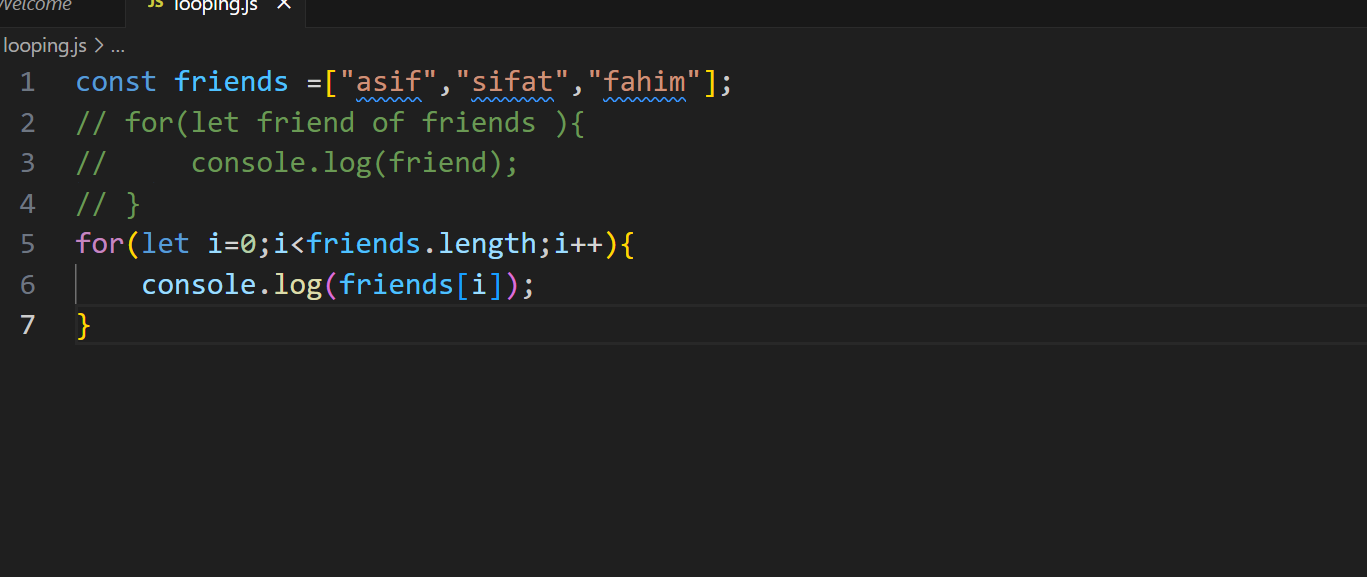 Welcome JS looping.js ×
looping.js > ...
1 const friends =["asif","sifat","fahim"];
2 // for(let friend of friends ){
3 //     console.log(friend);
4 // }
5 for(let i=0;i<friends.length;i++){
6     console.log(friends[i]);
7 }